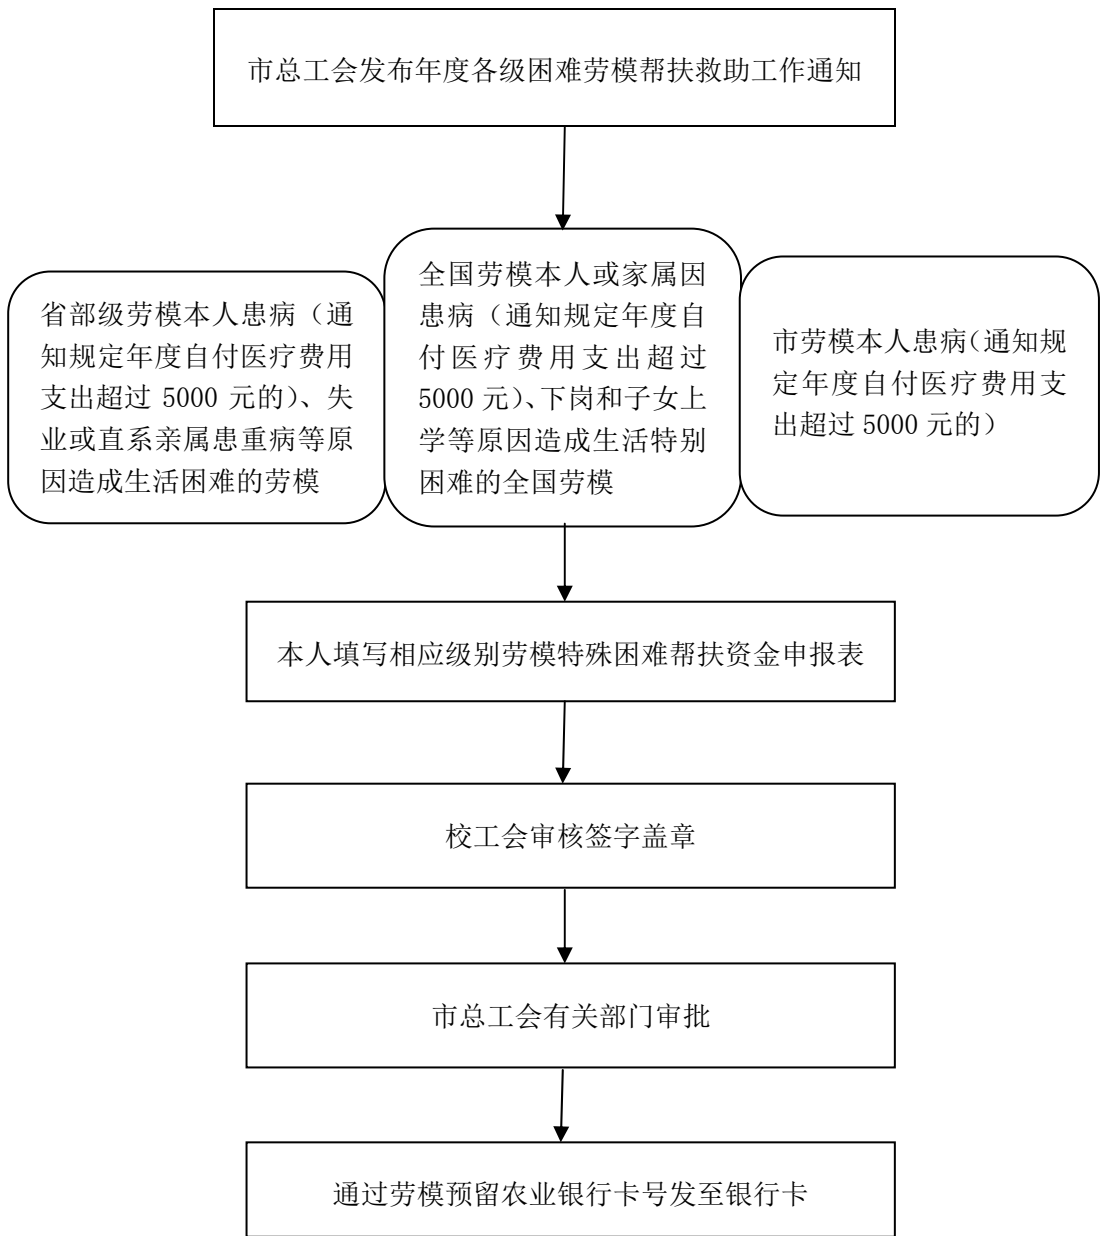 市总工会发布年度各级困难劳模帮扶救助工作通知
省部级劳模本人患病（通
知规定年度自付医疗费用
支出超过 5000 元的）、失
业或直系亲属患重病等原
因造成生活困难的劳模
全国劳模本人或家属因
患病（通知规定年度自
付医疗费用支出超过
5000 元）、下岗和子女上
学等原因造成生活特别
困难的全国劳模
市劳模本人患病（通知规
定年度自付医疗费用支
出超过 5000 元的）
本人填写相应级别劳模特殊困难帮扶资金申报表
校工会审核签字盖章
市总工会有关部门审批
通过劳模预留农业银行卡号发至银行卡